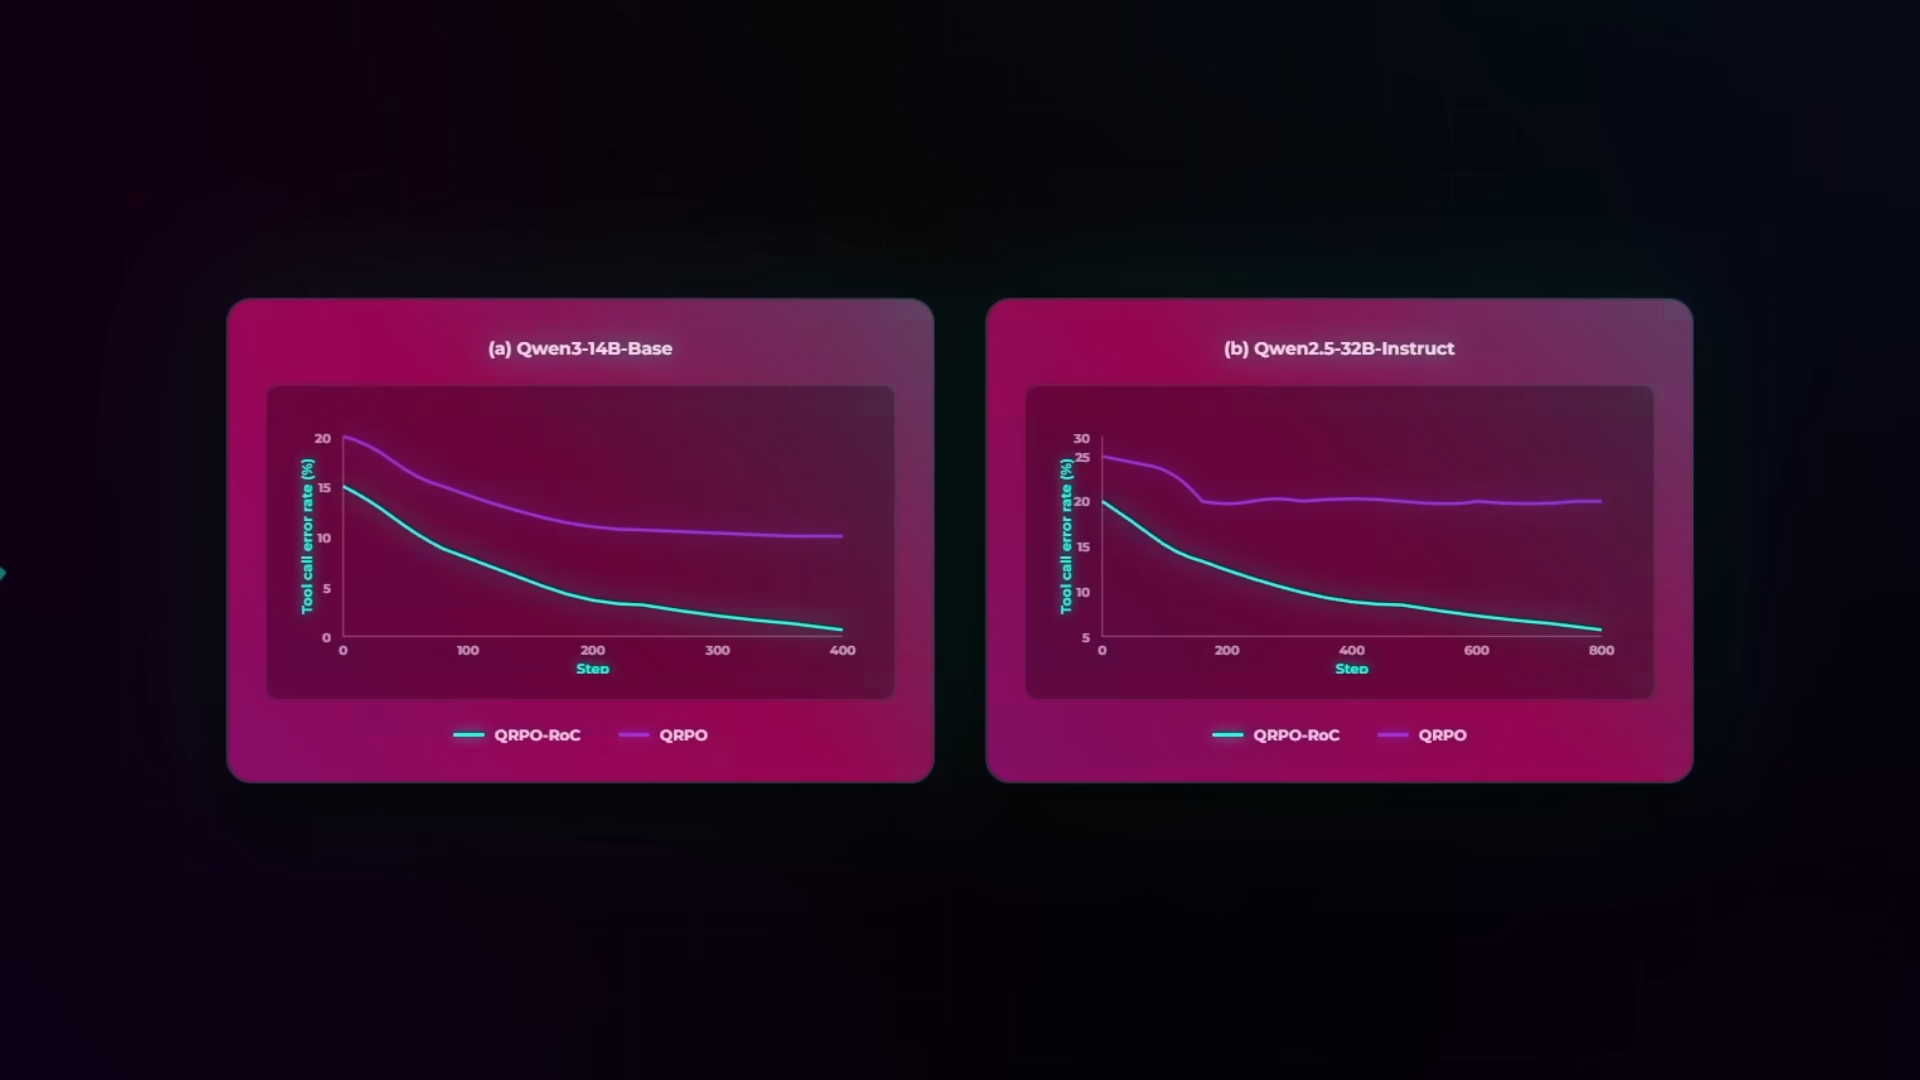 (a) Qwen3-14B-Base
Tool call error rate (%)
20
15
10
5
0
0 100 200 300 400
Step
QRPO-RoC QRPO
(b) Qwen2.5-32B-Instruct
Tool call error rate (%)
30
25
20
15
10
5
0 200 400 600 800
Step
QRPO-RoC QRPO